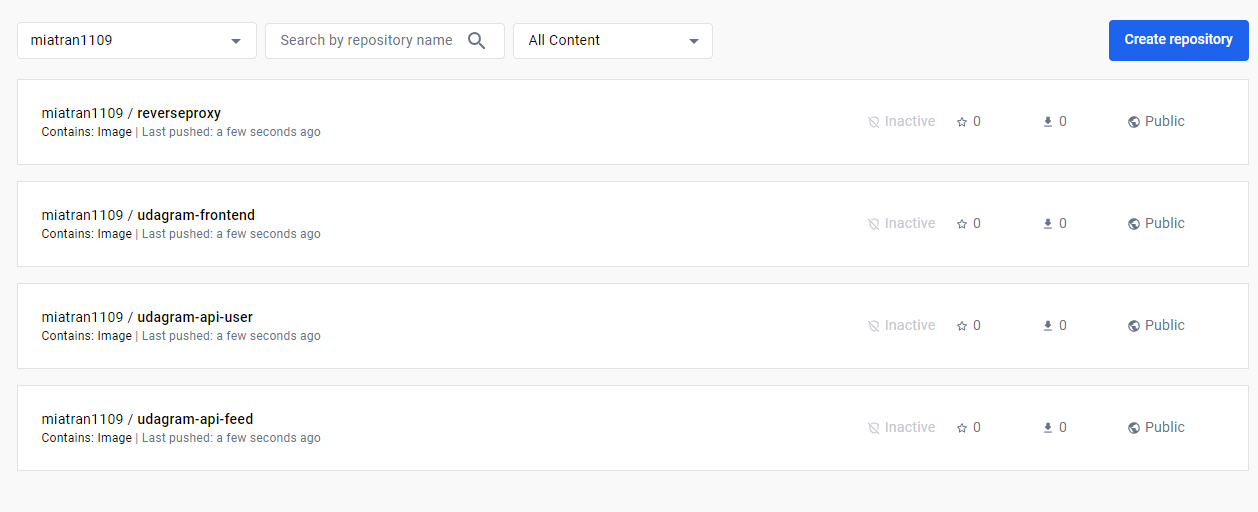 miatran1109 Search by repository name All Content Create repository
miatran1109 / reverseproxy
Contains: Image | Last pushed: a few seconds ago
Inactive 0 0 Public
miatran1109 / udagram-frontend
Contains: Image | Last pushed: a few seconds ago
Inactive 0 0 Public
miatran1109 / udagram-api-user
Contains: Image | Last pushed: a few seconds ago
Inactive 0 0 Public
miatran1109 / udagram-api-feed
Contains: Image | Last pushed: a few seconds ago
Inactive 0 0 Public